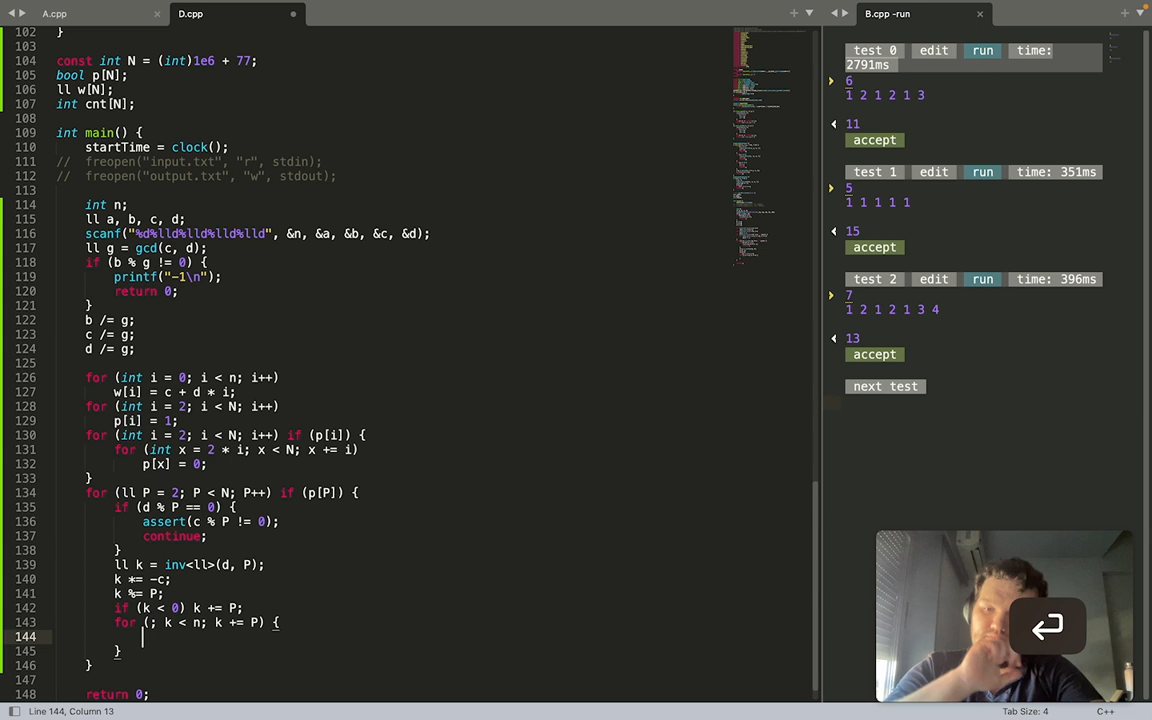 A.cpp
D.cpp
102 }
103
104 const int N = (int)1e6 + 77;
105 bool p[N];
106 ll w[N];
107 int cnt[N];
108
109 int main() {
110 startTime = clock();
111 // freopen("input.txt", "r", stdin);
112 // freopen("output.txt", "w", stdout);
113
114 int n;
115 ll a, b, c, d;
116 scanf("%d%lld%lld%lld%lld", &n, &a, &b, &c, &d);
117 ll g = gcd(c, d);
118 if (b % g != 0) {
119 printf("-1\n");
120 return 0;
121 }
122 b /= g;
123 c /= g;
124 d /= g;
125
126 for (int i = 0; i < n; i++)
127 w[i] = c + d * i;
128 for (int i = 2; i < N; i++)
129 p[i] = 1;
130 for (int i = 2; i < N; i++) if (p[i]) {
131 for (int x = 2 * i; x < N; x += i)
132 p[x] = 0;
133 }
134 for (ll P = 2; P < N; P++) if (p[P]) {
135 if (d % P == 0) {
136 assert(c % P != 0);
137 continue;
138 }
139 ll k = inv<ll>(d, P);
140 k *= -c;
141 k %= P;
142 if (k < 0) k += P;
143 for (; k < n; k += P) {
144
145 }
146 }
147
148 return 0;
Line 144, Column 13
B.cpp -run
test 0 edit run time:
2791ms
6
1 2 1 2 1 3
11
accept
test 1 edit run time: 351ms
5
1 1 1 1 1
15
accept
test 2 edit run time: 396ms
7
1 2 1 2 1 3 4
13
accept
next test
Tab Size: 4
C++